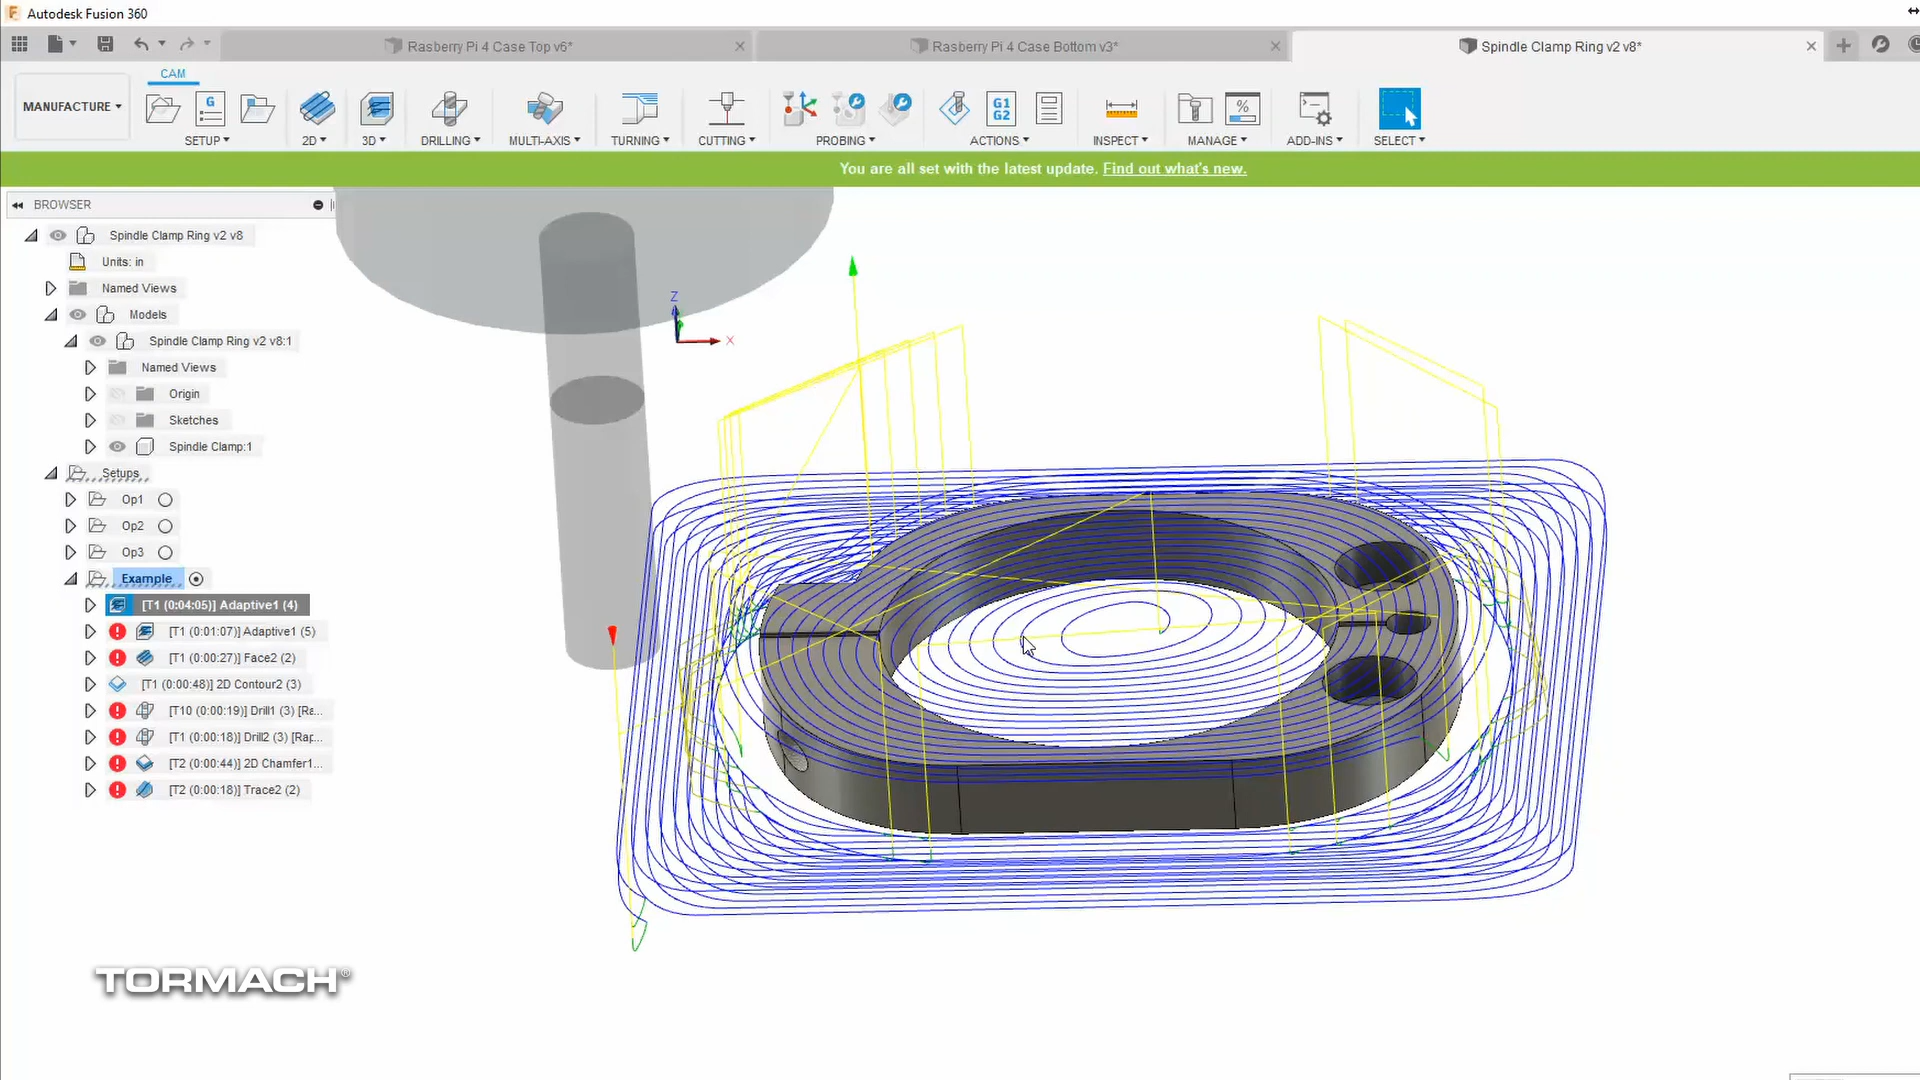 Autodesk Fusion 360
Rasberry Pi 4 Case Top v6*
Rasberry Pi 4 Case Bottom v3*
Spindle Clamp Ring v2 v8*
CAM
MANUFACTURE
G
G1
G2
%
SETUP
2D
3D
DRILLING
MULTI-AXIS
TURNING
CUTTING
PROBING
ACTIONS
INSPECT
MANAGE
ADD-INS
SELECT
You are all set with the latest update. Find out what's new.
BROWSER
Spindle Clamp Ring v2 v8
Units: in
Named Views
Models
Spindle Clamp Ring v2 v8:1
Named Views
Origin
Sketches
Spindle Clamp:1
Setups
Op1
Op2
Op3
Example
[T1 (0:04:05)] Adaptive1 (4)
[T1 (0:01:07)] Adaptive1 (5)
[T1 (0:00:27)] Face2 (2)
[T1 (0:00:48)] 2D Contour2 (3)
[T10 (0:00:19)] Drill1 (3) [Ra...
[T1 (0:00:18)] Drill2 (3) [Rap...
[T2 (0:00:44)] 2D Chamfer1...
[T2 (0:00:18)] Trace2 (2)
Z
X
TORMACH®